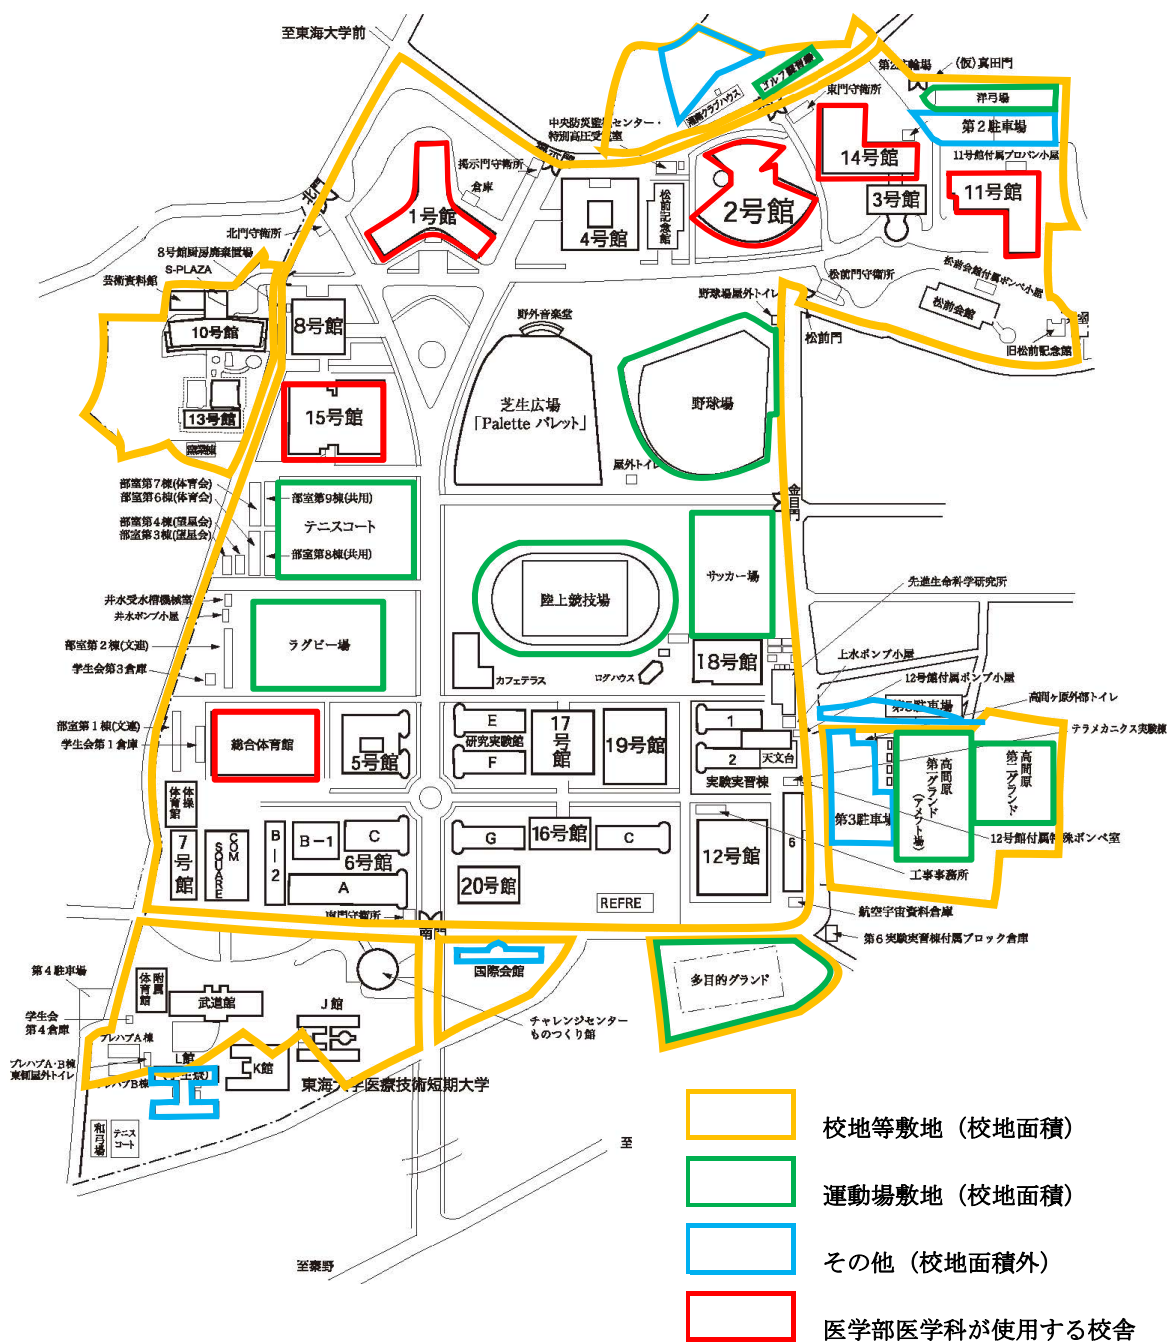 至東海大学前
(仮)真田門
東門守衛所
洋弓場
第2駐車場
ゴルフ練習場
湘南クラブハウス
中央防災監視センター・
特別高圧受電室
掲示門守衛所
倉庫
北門
北門守衛所
1号館
4号館
松前記念館
2号館
14号館
3号館
11号館付属プロパン小屋
11号館
8号館厨房廃棄置場
S-PLAZA
芸術資料館
10号館
8号館
13号館
窯業棟
15号館
野外音楽堂
芝生広場
「Palette パレット」
野球場屋外トイレ
松前門守衛所
松前門
松前会館付属ボンベ小屋
松前会館
旧松前記念館
野球場
屋外トイレ
金目門
部室第7棟(体育会)
部室第6棟(体育会)
部室第9棟(共用)
テニスコート
部室第4棟(望星会)
部室第3棟(望星会)
部室第8棟(共用)
サッカー場
陸上競技場
先進生命科学研究所
井水受水槽機械室
井水ポンプ小屋
ラグビー場
部室第2棟(文連)
学生会第3倉庫
カフェテラス
ログハウス
18号館
上水ポンプ小屋
12号館付属ポンプ小屋
高間ヶ原外部トイレ
テラメカニクス実験棟
部室第1棟(文連)
学生会第1倉庫
総合体育館
5号館
E
研究実験館
F
17号館
19号館
1
2
天文台
実験実習棟
第3駐車場
高間原
第一グランド
(アメフト場)
高間原
第二グランド
体操体育館
7号館
COM SQUARE
B-2
B-1
C
6号館
A
G
16号館
C
20号館
REFRE
12号館
6
12号館付属特殊ボンベ室
工事事務所
航空宇宙資料倉庫
第6実験実習棟付属ブロック倉庫
南門守衛所
南門
国際会館
多目的グランド
第4駐車場
附属体育館
武道館
J館
チャレンジセンター
ものつくり館
学生会
第4倉庫
プレハブA棟
プレハブA・B棟
東側屋外トイレ
プレハブB棟
L館
K館
東海大学医療技術短期大学
和弓場
テニスコート
至
至秦野
校地等敷地（校地面積）
運動場敷地（校地面積）
その他（校地面積外）
医学部医学科が使用する校舎